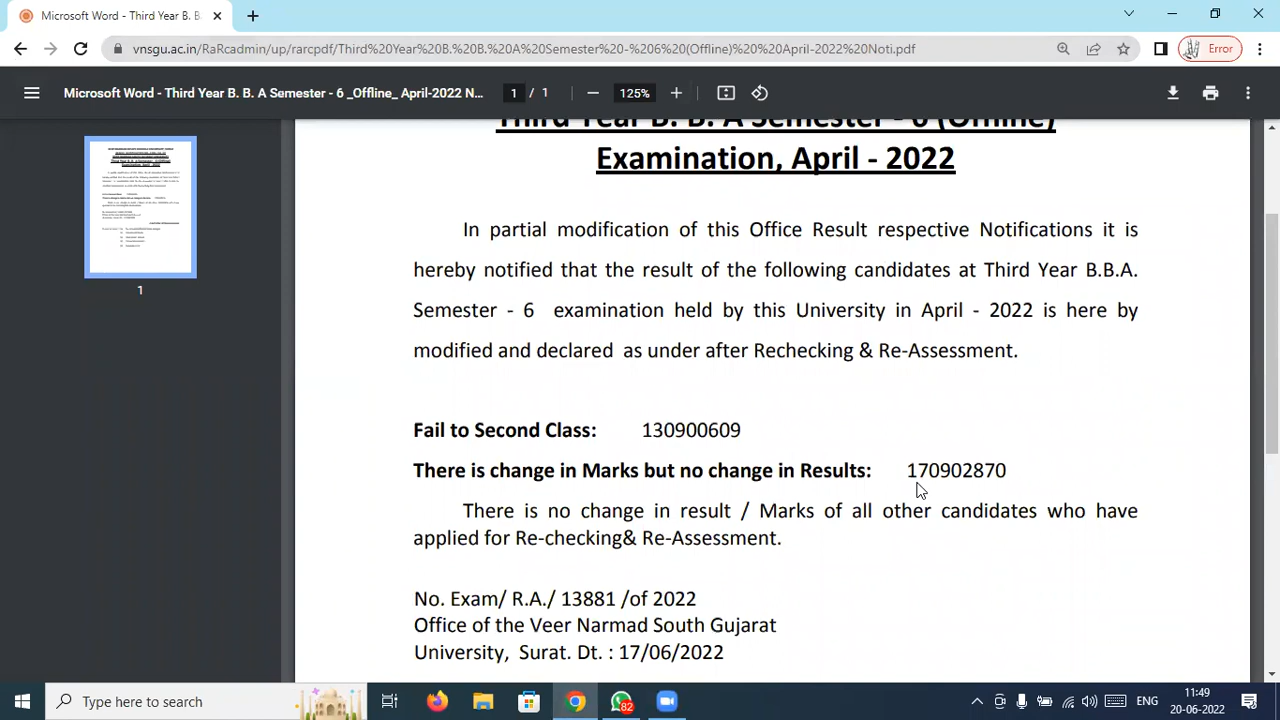 Microsoft Word - Third Year B. B.
vnsgu.ac.in/RaRcadmin/up/rarcpdf/Third%20Year%20B.%20B.%20A%20Semester%20-%206%20(Offline)%20%20April-2022%20Noti.pdf
Error
Microsoft Word - Third Year B. B. A Semester - 6 _Offline_ April-2022 N...
1 / 1
125%
Third Year B. B. A Semester - 6 (Offline)
Examination, April - 2022
In partial modification of this Office Result respective Notifications it is
hereby notified that the result of the following candidates at Third Year B.B.A.
Semester - 6 examination held by this University in April - 2022 is here by
modified and declared as under after Rechecking & Re-Assessment.
Fail to Second Class: 130900609
There is change in Marks but no change in Results: 170902870
There is no change in result / Marks of all other candidates who have
applied for Re-checking& Re-Assessment.
No. Exam/ R.A./ 13881 /of 2022
Office of the Veer Narmad South Gujarat
University, Surat. Dt. : 17/06/2022
1
Type here to search
82
ENG
11:49
20-06-2022